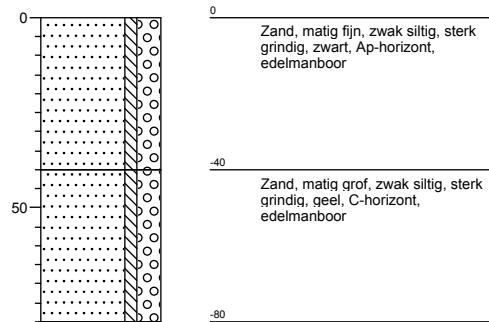 0
0
Zand, matig fijn, zwak siltig, sterk
grindig, zwart, Ap-horizont,
edelmanboor
-40
Zand, matig grof, zwak siltig, sterk
grindig, geel, C-horizont,
edelmanboor
50
-80